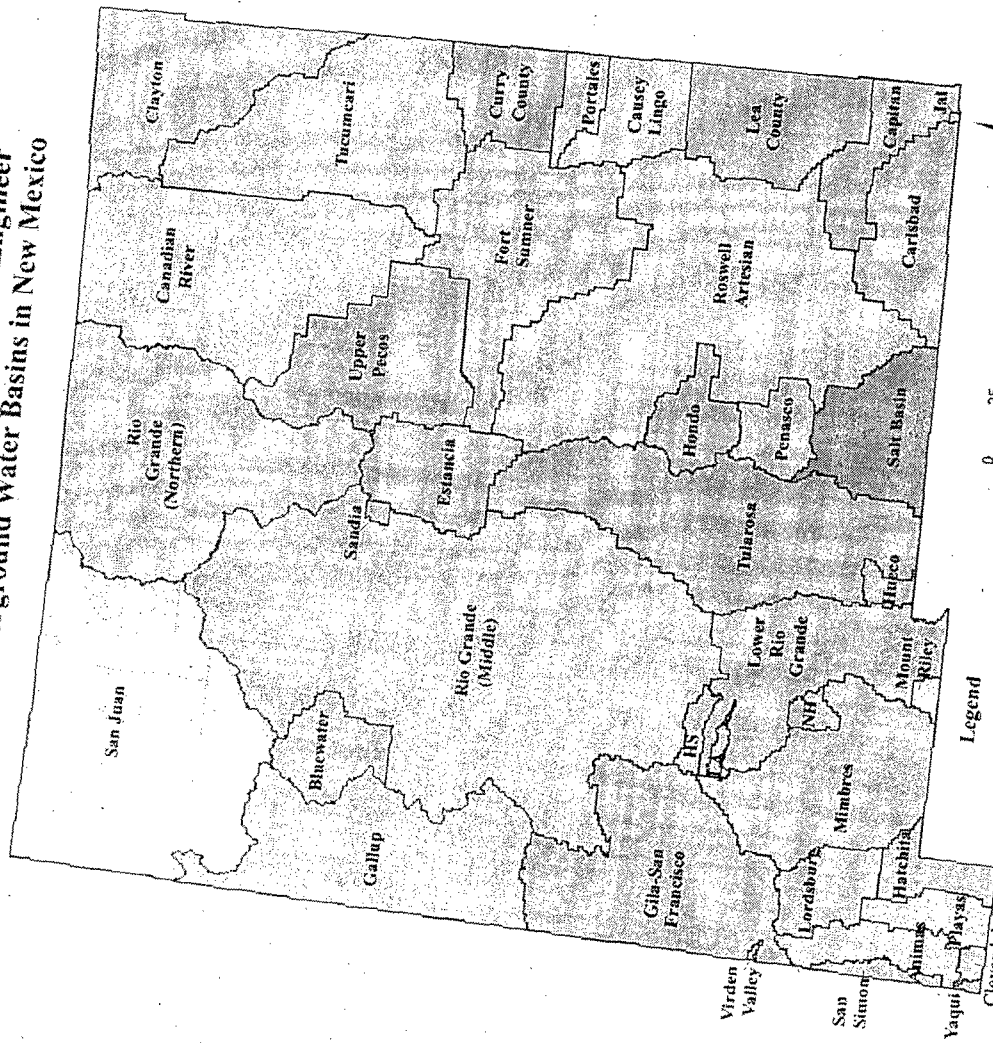 ground Water Basins in New Mexico
Clayton
San Juan
Rio
Grande
(Northern)
Canadian
River
Tucumcari
Curry
County
Portales
Causey
Lingo
Lea
County
Capitan
Jal
Upper
Pecos
Fort
Sumner
Bluewater
Gallup
Sandia
Estancia
Rio Grande
(Middle)
Roswell
Artesian
Carlsbad
Hondo
Penasco
Salt Basin
Tularosa
Hueco
HS
Lower
Rio
Grande
NH
Mount
Riley
Gila-San
Francisco
Mimbres
Virden
Valley
Lordsburg
Hachita
San
Simon
Animas
Playas
Yaqui
Legend
0
25